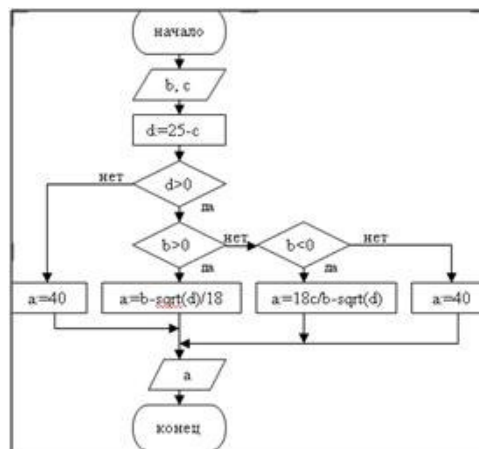 начало
b, c
d=25-c
нет
d>0
да
b>0
нет
b<0
нет
да
да
a=40
a=b-sqrt(d)/18
a=18c/b-sqrt(d)
a=40
a
конец